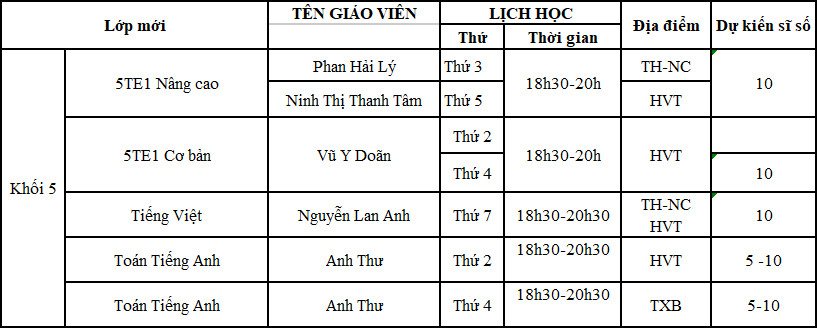 Lớp mới
TÊN GIÁO VIÊN
LỊCH HỌC
Thứ
Thời gian
Địa điểm
Dự kiến sĩ số
Khối 5
5TE1 Nâng cao
Phan Hải Lý
Thứ 3
18h30-20h
TH-NC
10
Ninh Thị Thanh Tâm
Thứ 5
HVT
5TE1 Cơ bản
Vũ Y Doãn
Thứ 2
18h30-20h
HVT
Thứ 4
10
Tiếng Việt
Nguyễn Lan Anh
Thứ 7
18h30-20h30
TH-NC
HVT
10
Toán Tiếng Anh
Anh Thư
Thứ 2
18h30-20h30
HVT
5 -10
Toán Tiếng Anh
Anh Thư
Thứ 4
18h30-20h30
TXB
5-10